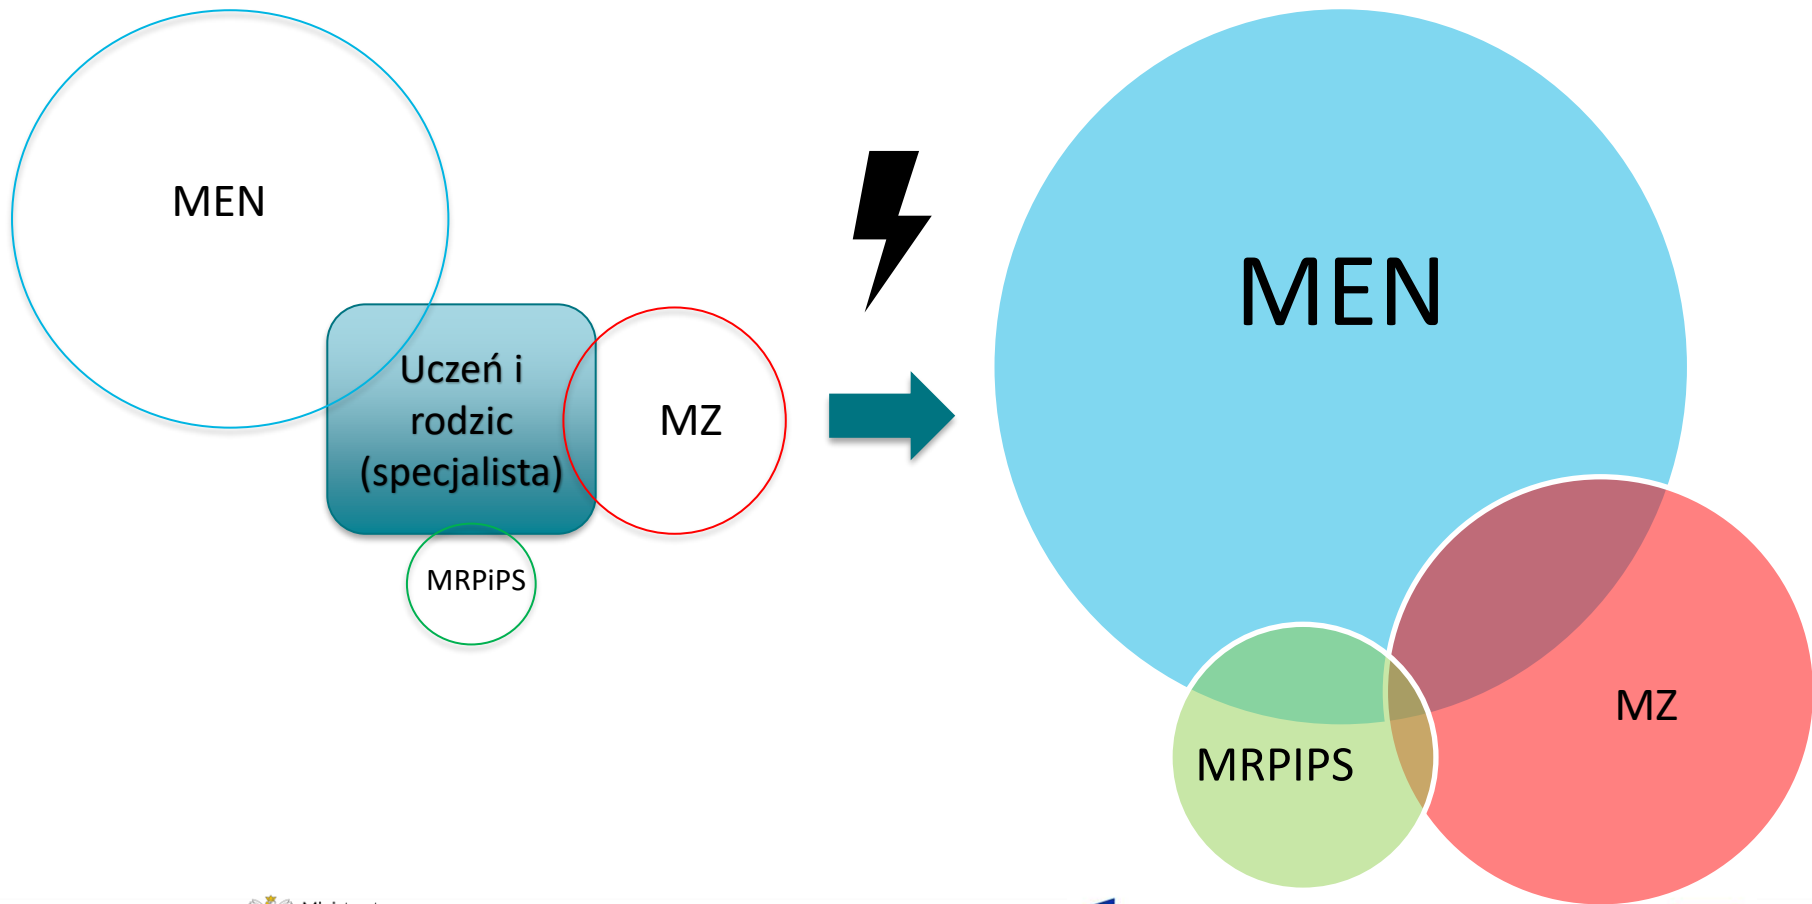 MEN
Uczeń i
rodzic
(specjalista)
MZ
MRPiPS
MEN
MZ
MRPIPS